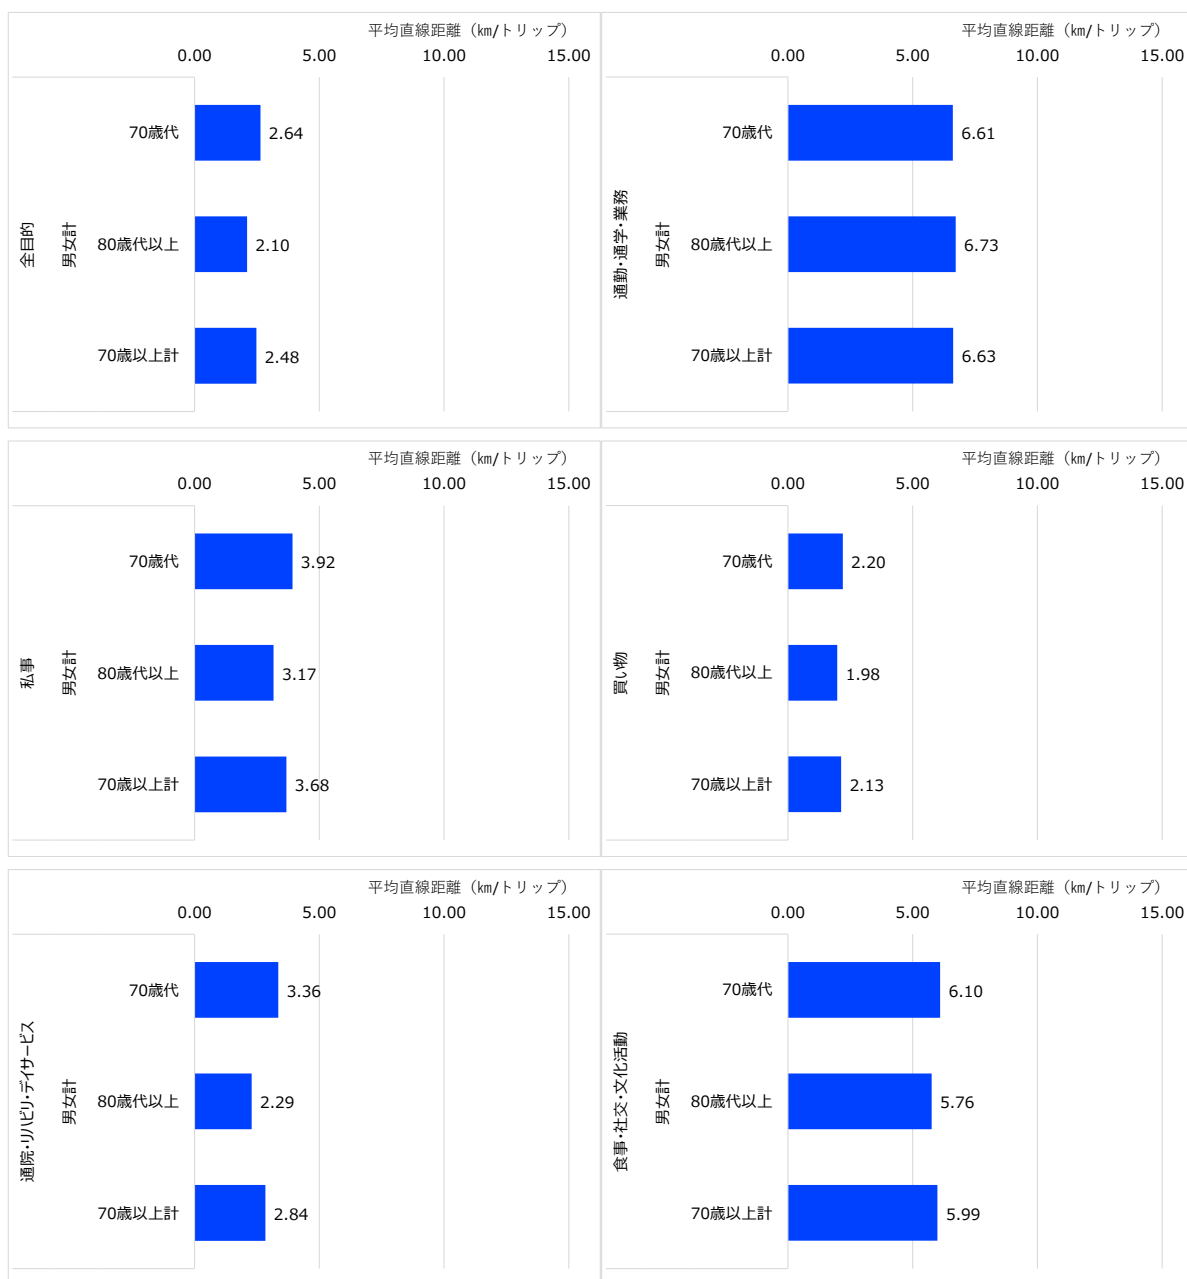 平均直線距離（㎞/トリップ）
0.00 5.00 10.00 15.00
全目的
男女計
70歳代 2.64
80歳代以上 2.10
70歳以上計 2.48
平均直線距離（㎞/トリップ）
0.00 5.00 10.00 15.00
通勤・通学・業務
男女計
70歳代 6.61
80歳代以上 6.73
70歳以上計 6.63
平均直線距離（㎞/トリップ）
0.00 5.00 10.00 15.00
私事
男女計
70歳代 3.92
80歳代以上 3.17
70歳以上計 3.68
平均直線距離（㎞/トリップ）
0.00 5.00 10.00 15.00
買い物
男女計
70歳代 2.20
80歳代以上 1.98
70歳以上計 2.13
平均直線距離（㎞/トリップ）
0.00 5.00 10.00 15.00
通院・リハビリ・デイサービス
男女計
70歳代 3.36
80歳代以上 2.29
70歳以上計 2.84
平均直線距離（㎞/トリップ）
0.00 5.00 10.00 15.00
食事・社交・文化活動
男女計
70歳代 6.10
80歳代以上 5.76
70歳以上計 5.99